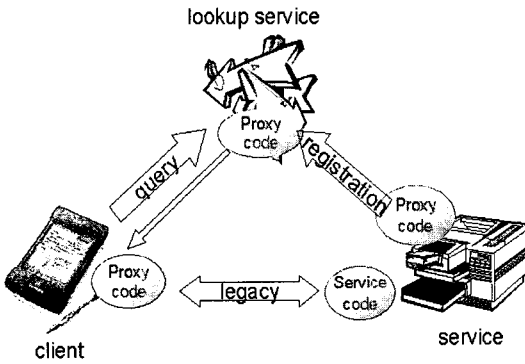 lookup service
Proxy
code
query
registration
Proxy
code
Proxy
code
legacy
Service
code
client
service